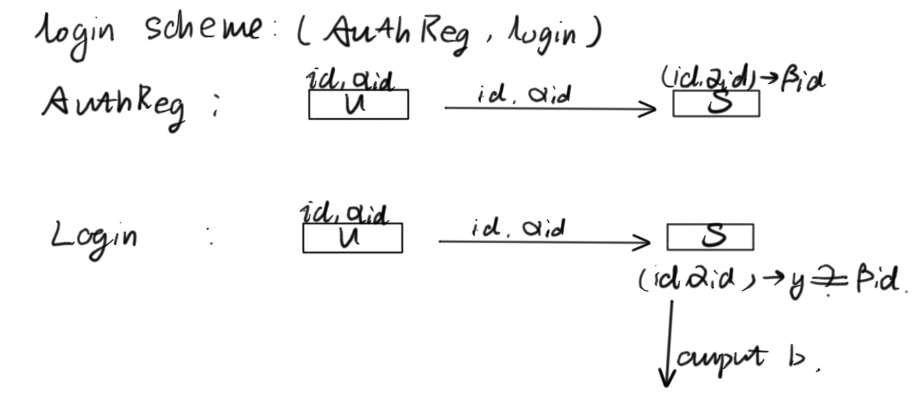 login scheme: (AuthReg, login)
id, αid
(id, αid) → βid
AuthReg : U id, αid S
id, αid
Login : U id, αid S
(id, αid, ) → y ≟ βid.
output b.